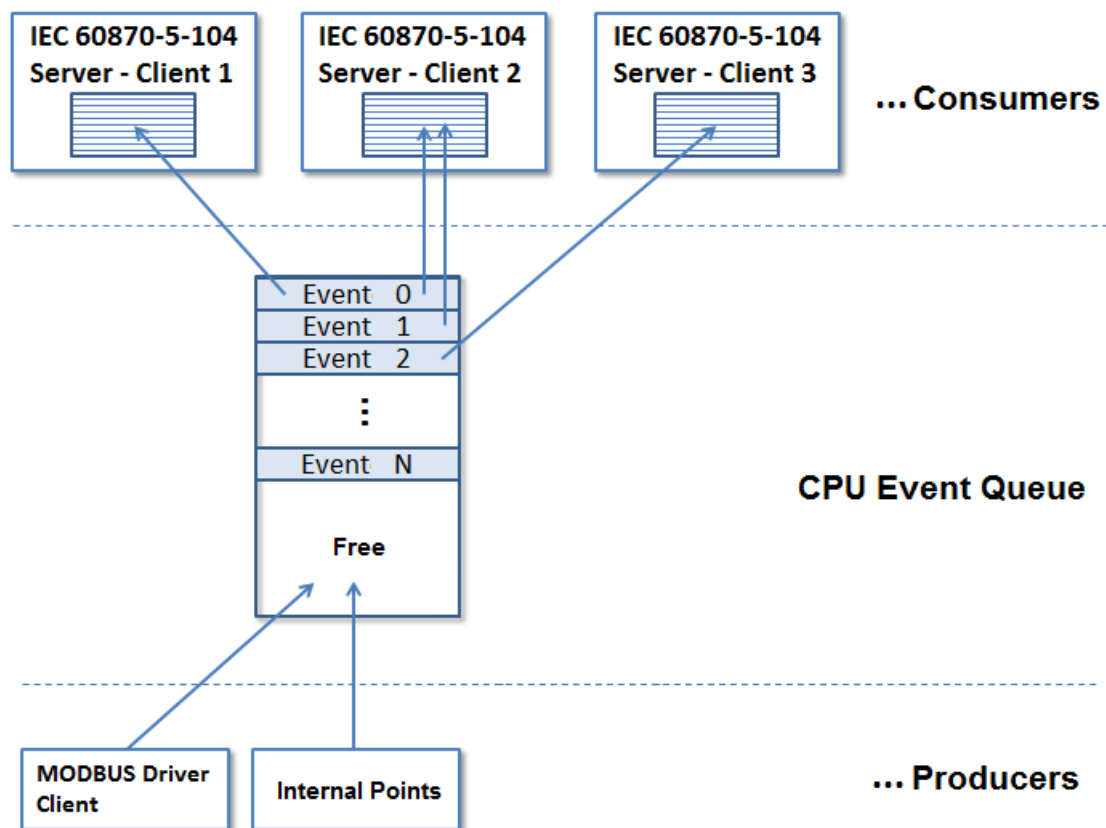 IEC 60870-5-104
Server - Client 1
IEC 60870-5-104
Server - Client 2
IEC 60870-5-104
Server - Client 3
... Consumers
Event 0
Event 1
Event 2
⋮
Event N
CPU Event Queue
Free
MODBUS Driver
Client
Internal Points
... Producers